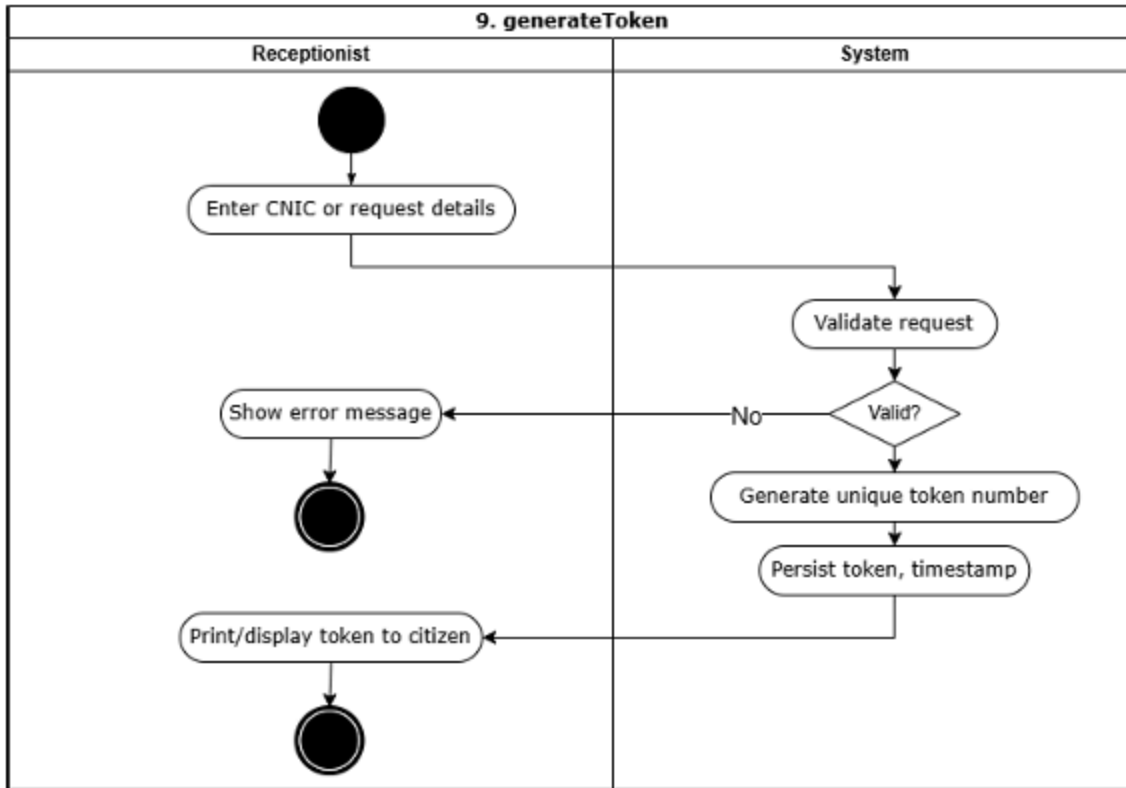 9. generateToken
Receptionist
System
Enter CNIC or request details
Validate request
Valid?
No
Show error message
Generate unique token number
Persist token, timestamp
Print/display token to citizen